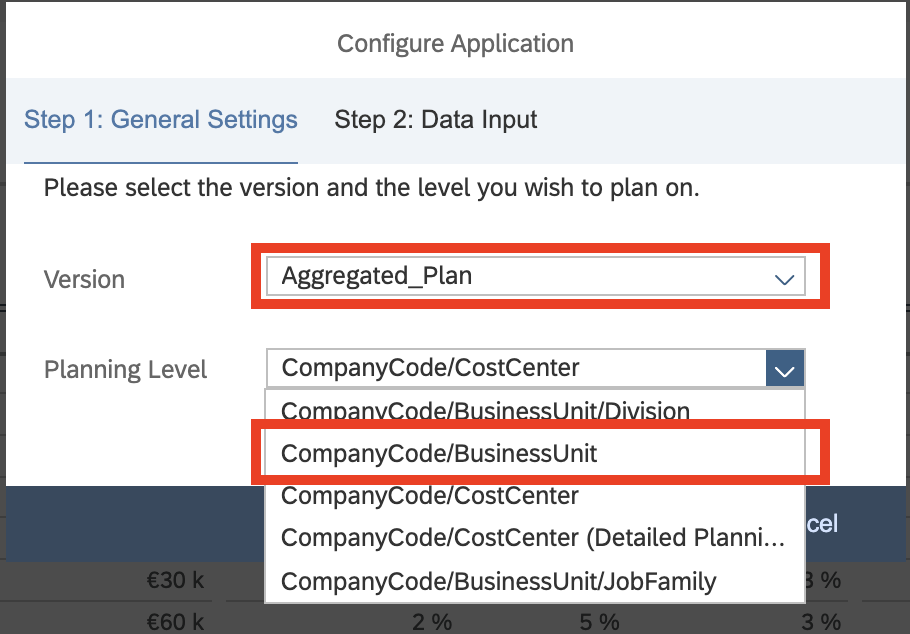 Configure Application
Step 1: General Settings Step 2: Data Input
Please select the version and the level you wish to plan on.
Version Aggregated_Plan
Planning Level CompanyCode/CostCenter
CompanyCode/BusinessUnit/Division
CompanyCode/BusinessUnit
CompanyCode/CostCenter
cel
CompanyCode/CostCenter (Detailed Planni...
€30 k CompanyCode/BusinessUnit/JobFamily 3 %
€60 k 2 % 5 % 3 %